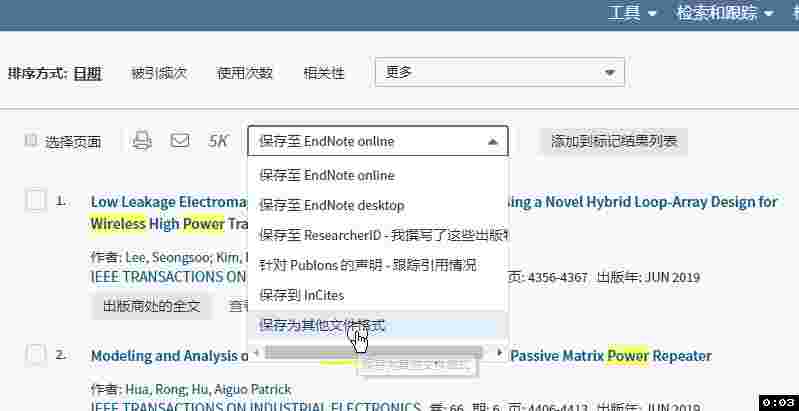 工具 检索和跟踪
排序方式: 日期 被引频次 使用次数 相关性 更多
选择页面 5K 保存至 EndNote online 添加到标记结果列表
保存至 EndNote online
保存至 EndNote desktop
保存至 ResearcherID - 我撰写了这些出版物
针对 Publons 的声明 - 跟踪引用情况
保存到 InCites
保存为其他文件格式
保存为其他文件格式
1. Low Leakage Electromag sing a Novel Hybrid Loop-Array Design for
Wireless High Power Tra
作者: Lee, Seongsoo; Kim,
IEEE TRANSACTIONS ON 页: 4356-4367 出版年: JUN 2019
出版商处的全文 查看
2. Modeling and Analysis o Passive Matrix Power Repeater
作者: Hua, Rong; Hu, Aiguo Patrick
IEEE TRANSACTIONS ON INDUSTRIAL ELECTRONICS 卷: 66 期: 6 页: 4406-4413 出版年: JUN 2019
0:03